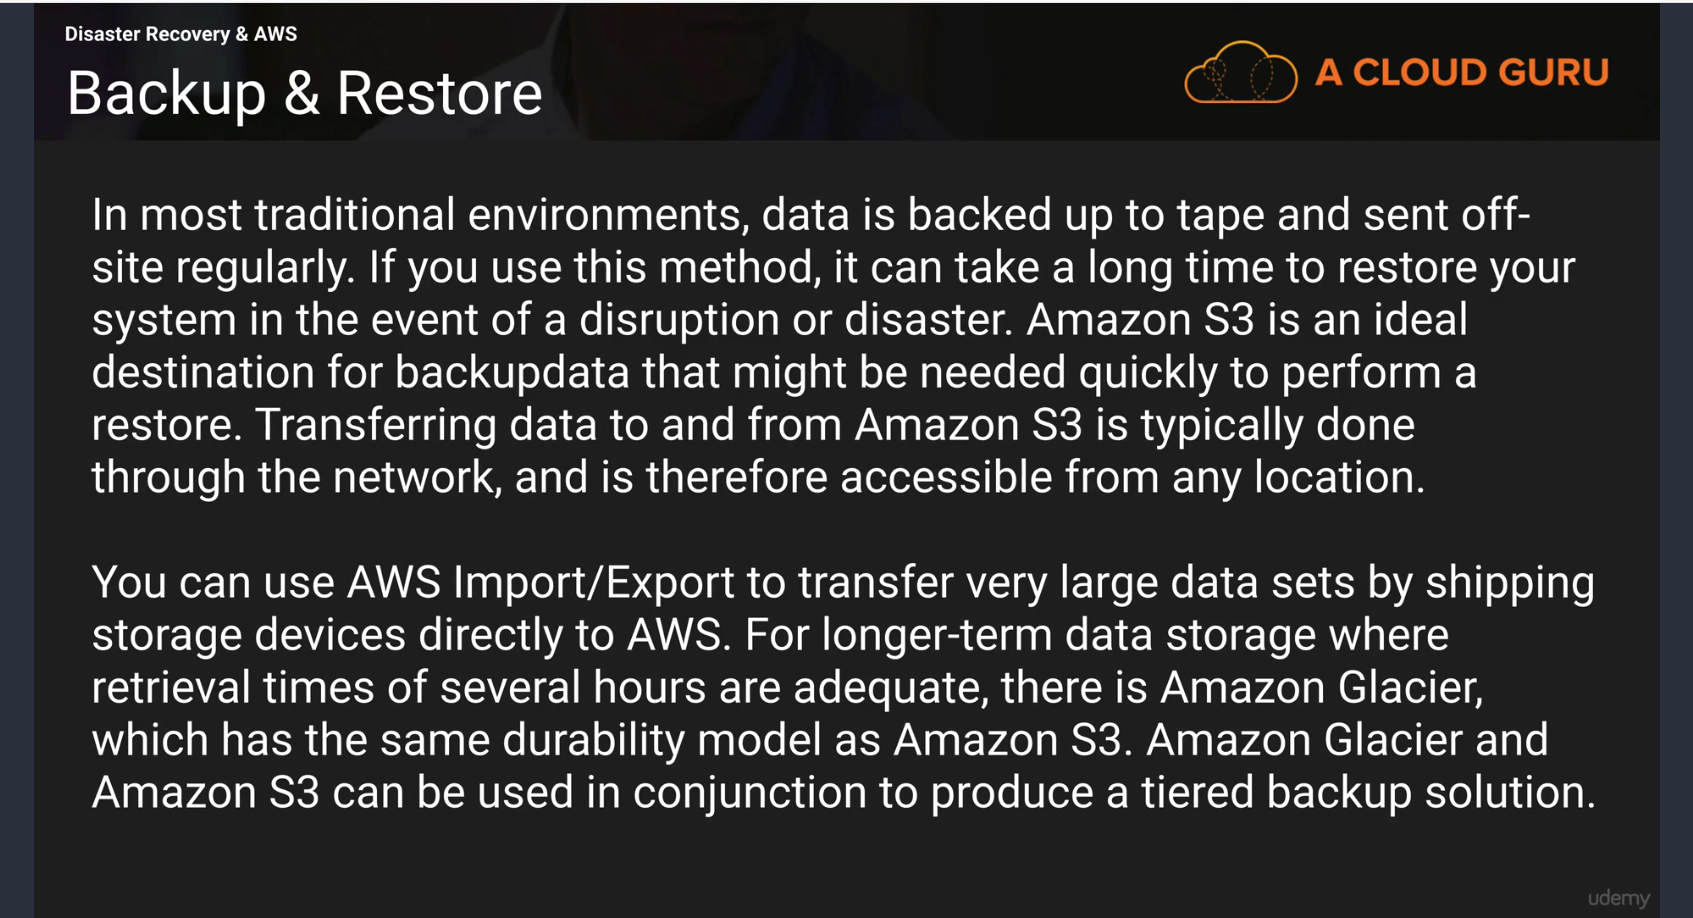 Disaster Recovery & AWS
Backup & Restore
A CLOUD GURU
In most traditional environments, data is backed up to tape and sent off-
site regularly. If you use this method, it can take a long time to restore your
system in the event of a disruption or disaster. Amazon S3 is an ideal
destination for backupdata that might be needed quickly to perform a
restore. Transferring data to and from Amazon S3 is typically done
through the network, and is therefore accessible from any location.
You can use AWS Import/Export to transfer very large data sets by shipping
storage devices directly to AWS. For longer-term data storage where
retrieval times of several hours are adequate, there is Amazon Glacier,
which has the same durability model as Amazon S3. Amazon Glacier and
Amazon S3 can be used in conjunction to produce a tiered backup solution.
udemy